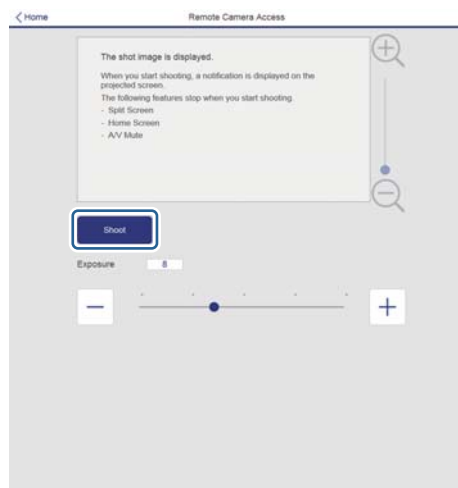 Home
Remote Camera Access
The shot image is displayed.
When you start shooting, a notification is displayed on the
projected screen.
The following features stop when you start shooting.
- Split Screen
- Home Screen
- A/V Mute
Shoot
Exposure 8